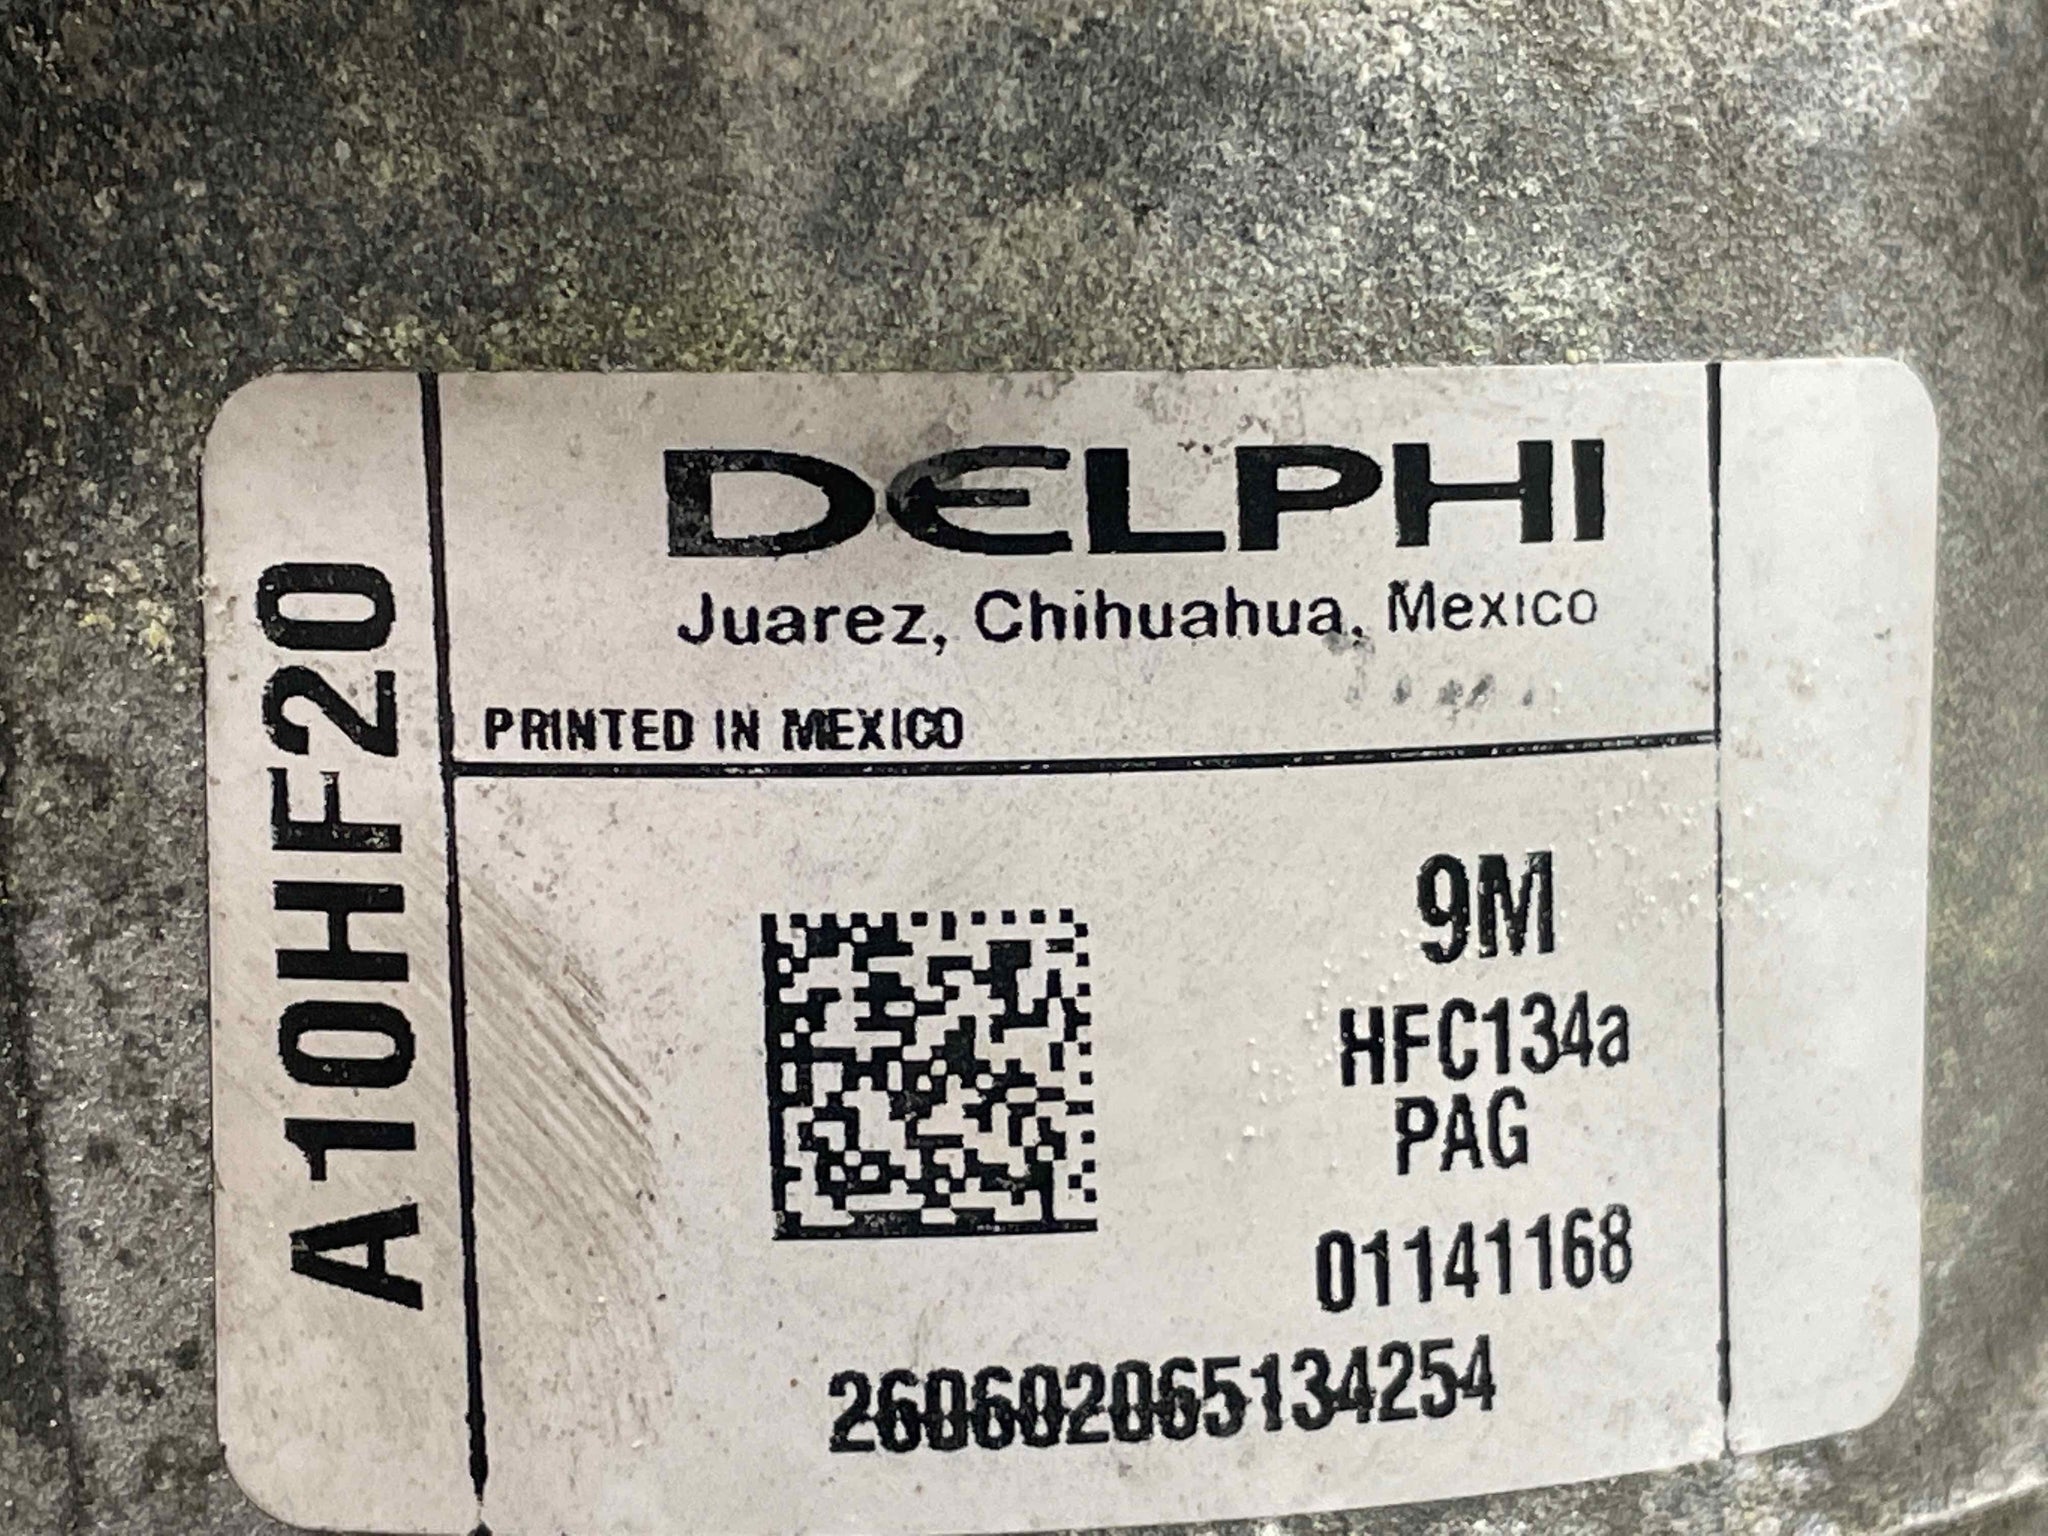 A10HF20
DELPHI
Juarez, Chihuahua, Mexico
PRINTED IN MEXICO
9M
HFC134a
PAG
01141168
260602065134254